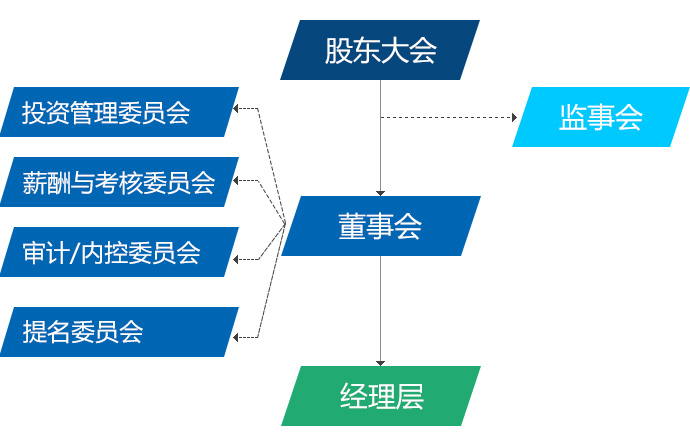 股东大会
投资管理委员会
监事会
薪酬与考核委员会
董事会
审计/内控委员会
提名委员会
经理层